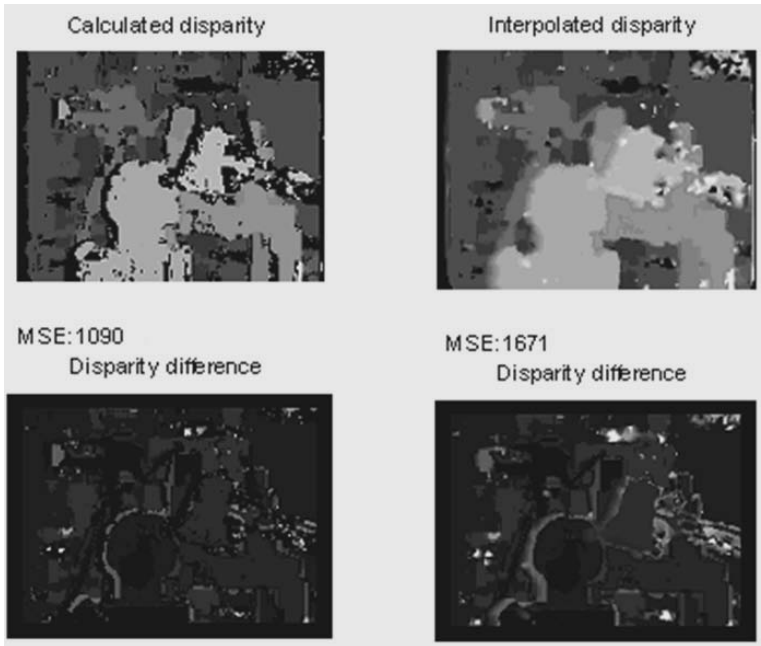 Calculated disparity
Interpolated disparity
MSE:1090
Disparity difference
MSE:1671
Disparity difference